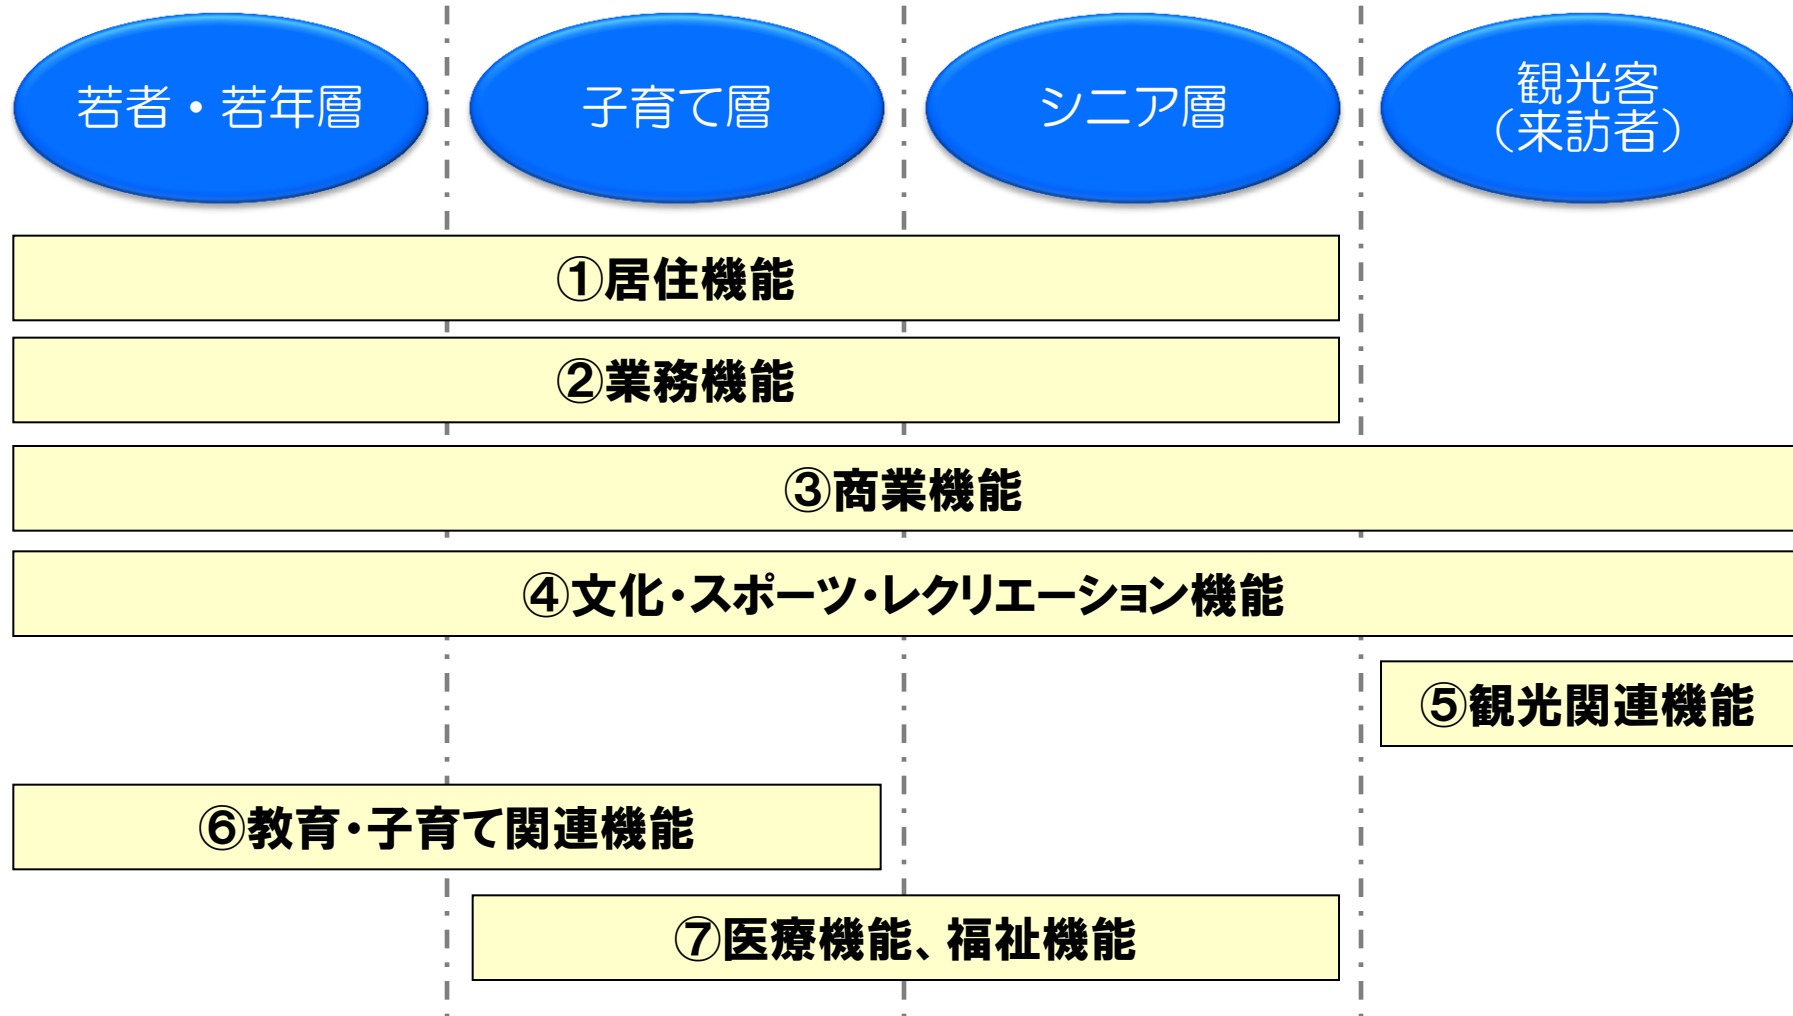 若者・若年層
子育て層
シニア層
観光客
（来訪者）
①居住機能
②業務機能
③商業機能
④文化・スポーツ・レクリエーション機能
⑤観光関連機能
⑥教育・子育て関連機能
⑦医療機能、福祉機能